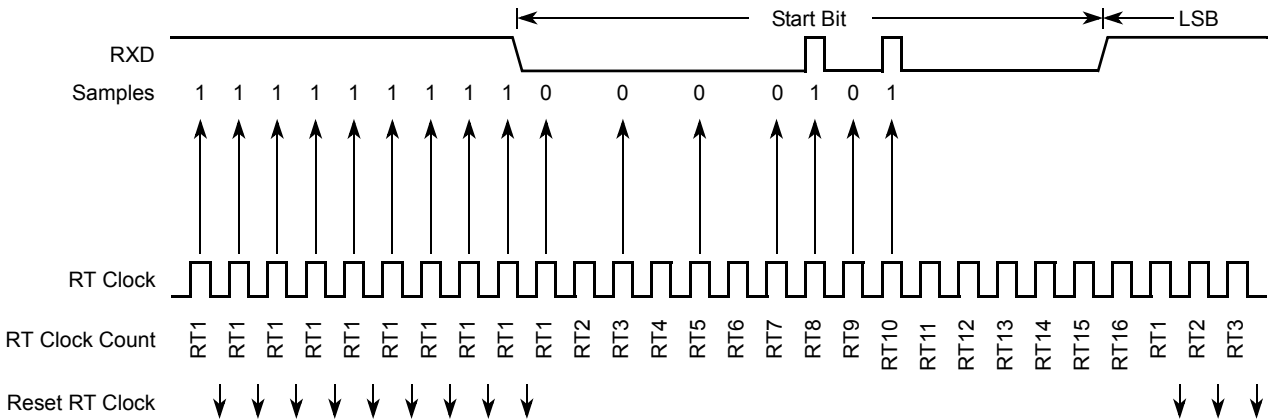 Start Bit LSB
RXD
Samples 1 1 1 1 1 1 1 1 1 0 0 0 0 1 0 1
RT Clock
RT Clock Count RT1 RT1 RT1 RT1 RT1 RT1 RT1 RT1 RT1 RT1 RT2 RT3 RT4 RT5 RT6 RT7 RT8 RT9 RT10 RT11 RT12 RT13 RT14 RT15 RT16 RT1 RT2 RT3
Reset RT Clock